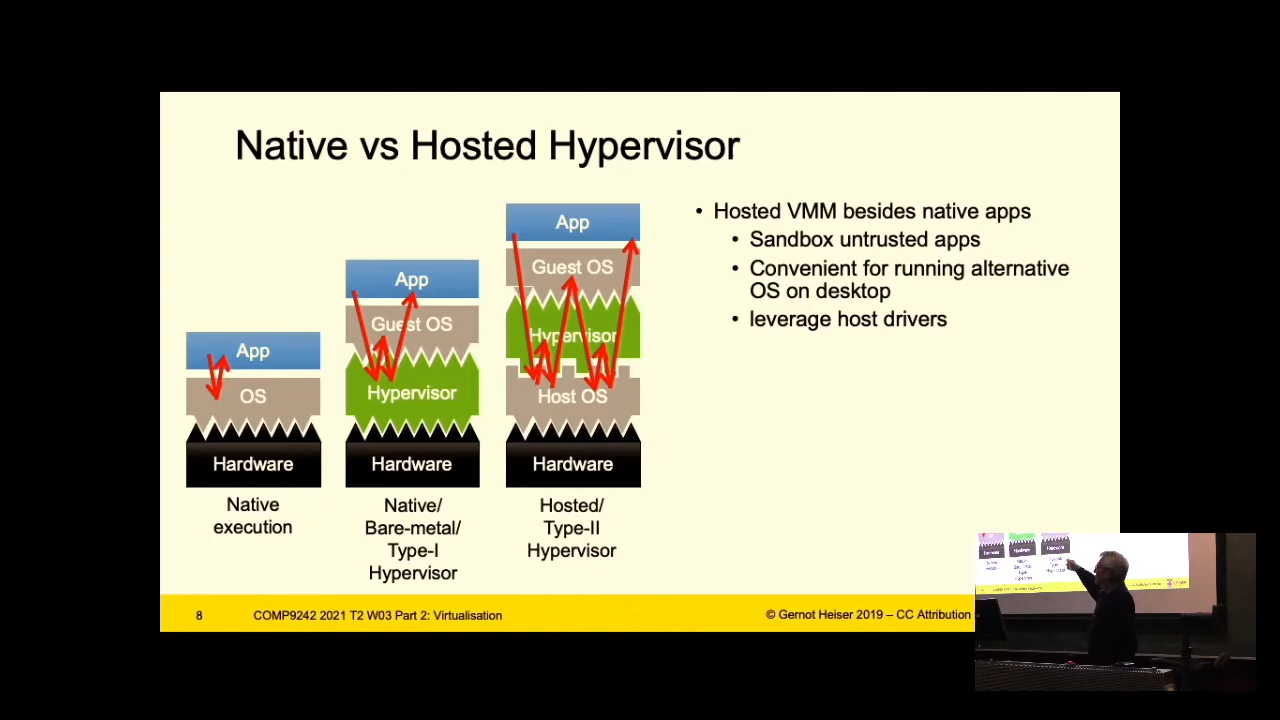 Native vs Hosted Hypervisor
App
OS
Hardware
Native
execution
App
Guest OS
Hypervisor
Hardware
Native/
Bare-metal/
Type-I
Hypervisor
App
Guest OS
Hypervisor
Host OS
Hardware
Hosted/
Type-II
Hypervisor
• Hosted VMM besides native apps
• Sandbox untrusted apps
• Convenient for running alternative
OS on desktop
• leverage host drivers
8
COMP9242 2021 T2 W03 Part 2: Virtualisation
© Gernot Heiser 2019 – CC Attribution
Hardware
Hardware
Hardware